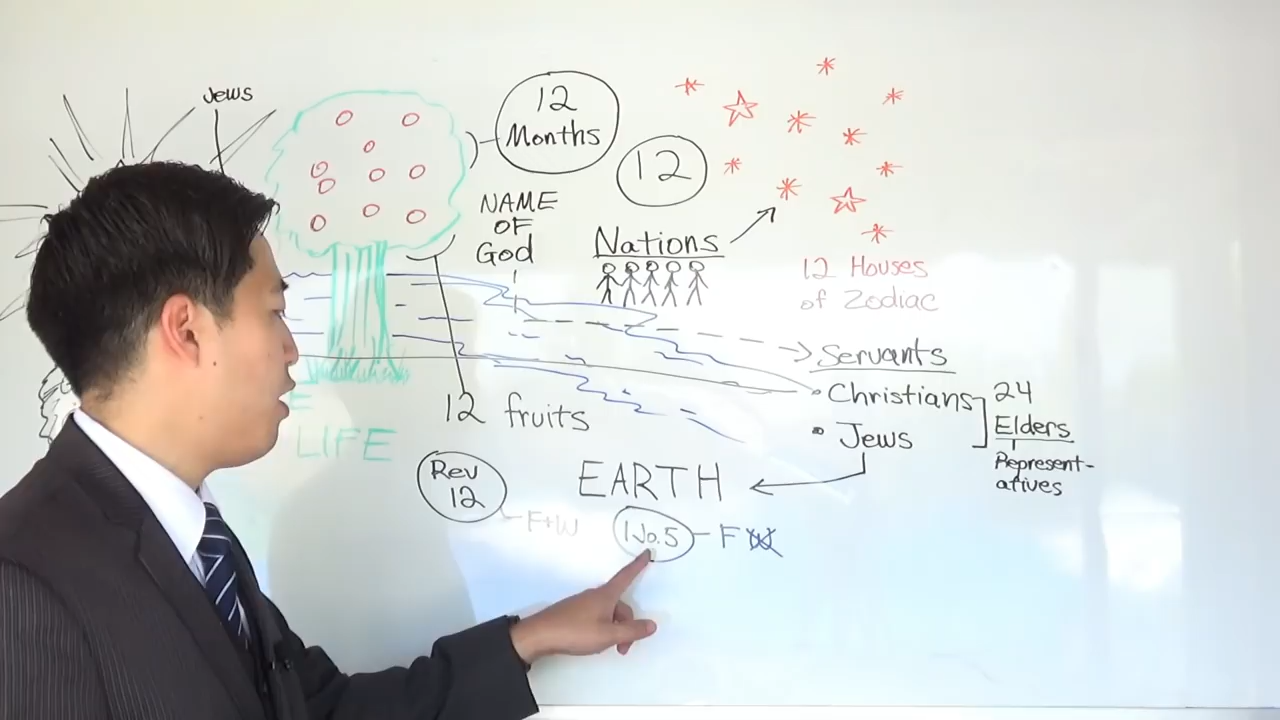 Jews
12
Months
12
NAME
OF
God
Nations
12 Houses
of Zodiac
Servants
• Christians
• Jews
24
Elders
Represent-
atives
12 fruits
E
LIFE
Rev
12
F+W
EARTH
1Jo.5
F W